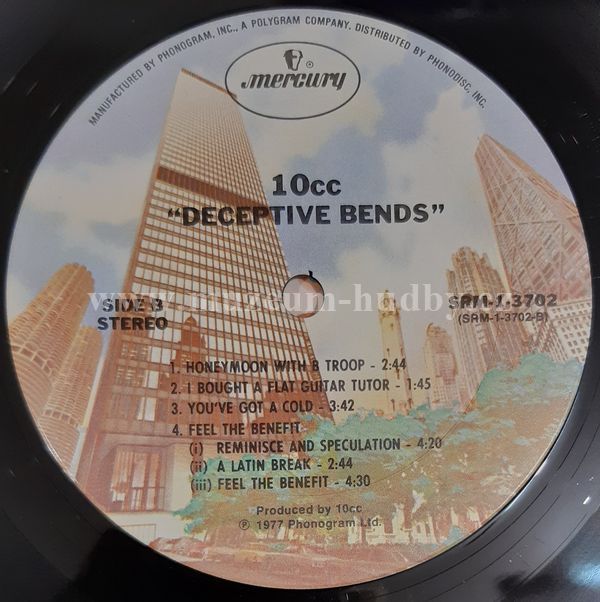 MANUFACTURED BY PHONOGRAM, INC., A POLYGRAM COMPANY. DISTRIBUTED BY PHONODISC, INC.
mercury
10cc
"DECEPTIVE BENDS"
www.muzeum-hudby.
SIDE B
STEREO
SRM-1-3702
(SRM-1-3702-B)
1. HONEYMOON WITH B TROOP - 2:44
2. I BOUGHT A FLAT GUITAR TUTOR - 1:45
3. YOU'VE GOT A COLD - 3:42
4. FEEL THE BENEFIT
(i) REMINISCE AND SPECULATION - 4:20
(ii) A LATIN BREAK - 2:44
(iii) FEEL THE BENEFIT - 4:30
Produced by 10cc
℗ 1977 Phonogram Ltd.